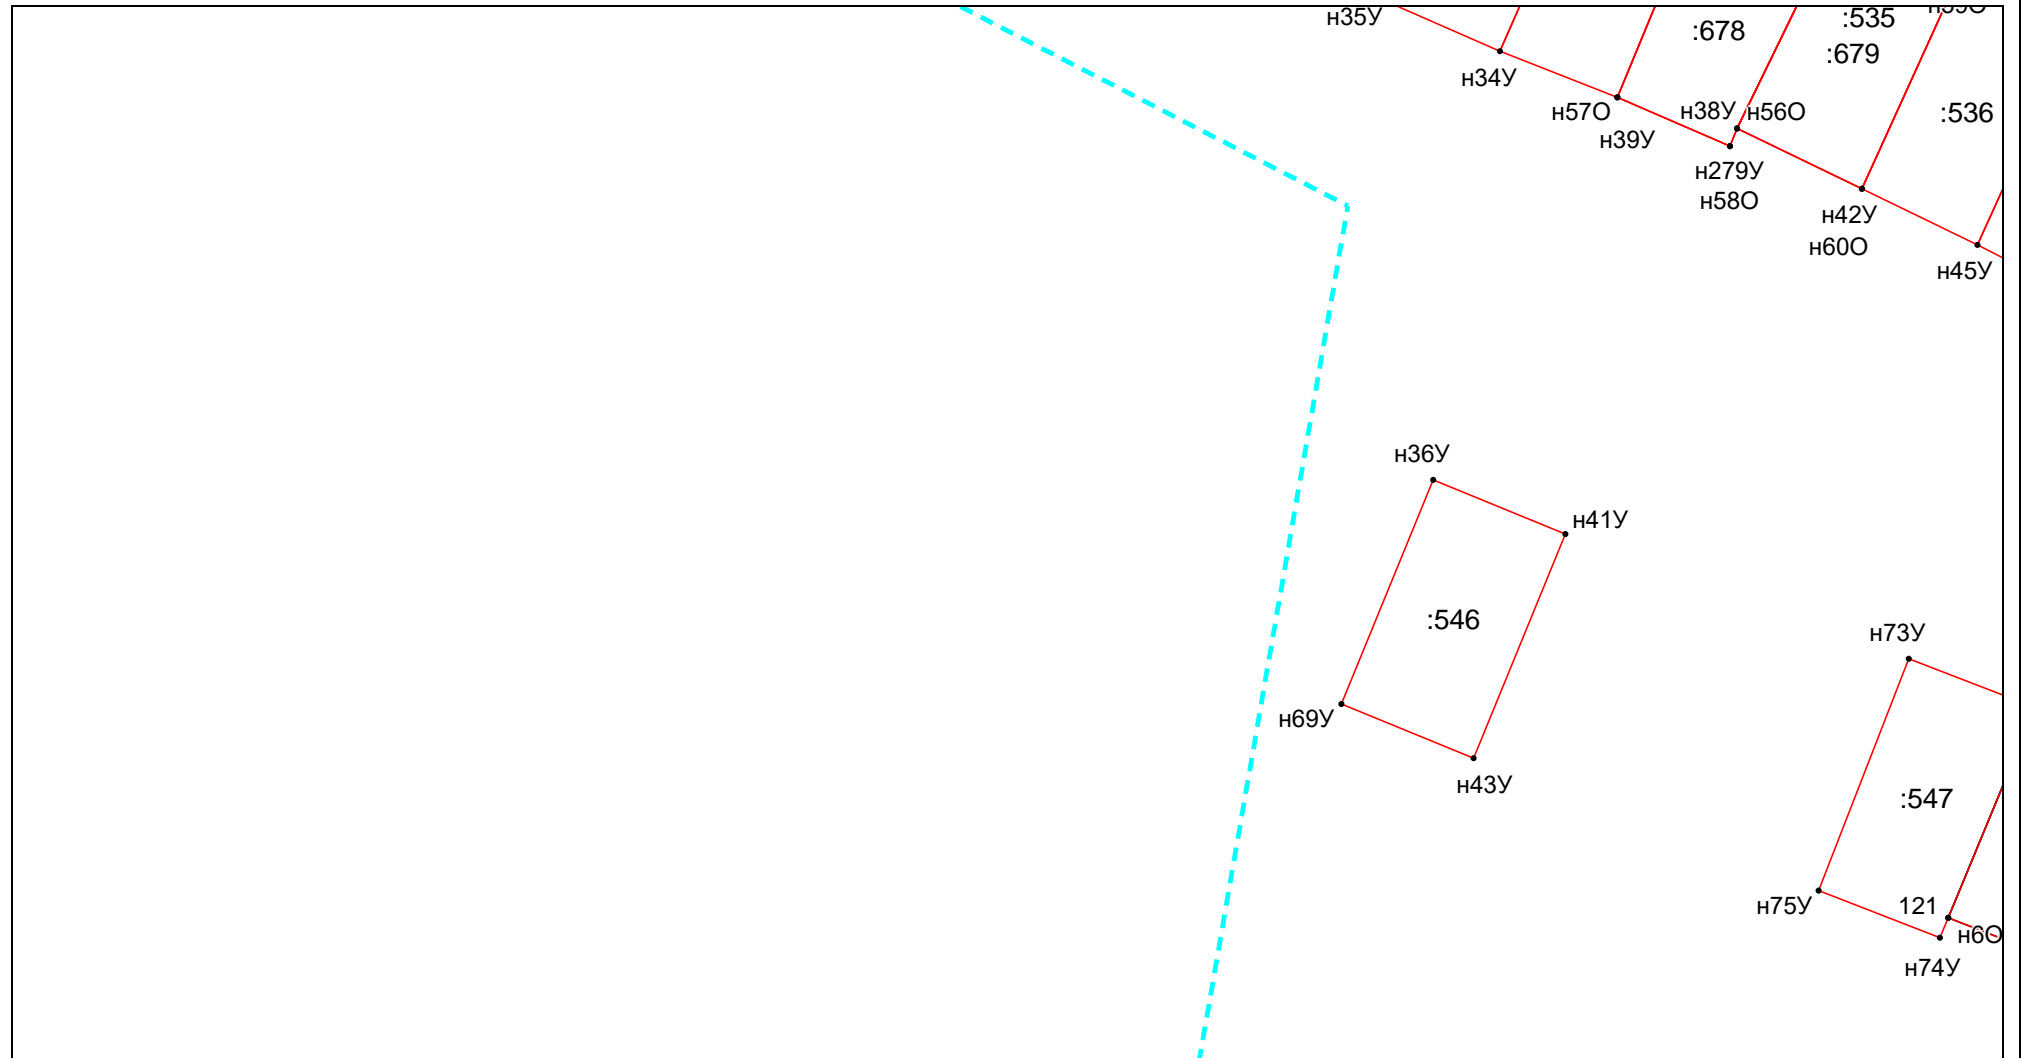 н35У
:678
:535
н59О
:679
н34У
н57О
н38У
н56О
:536
н39У
н279У
н58О
н42У
н60О
н45У
н36У
н41У
:546
н73У
н69У
н43У
:547
н75У
121
н6О
н74У